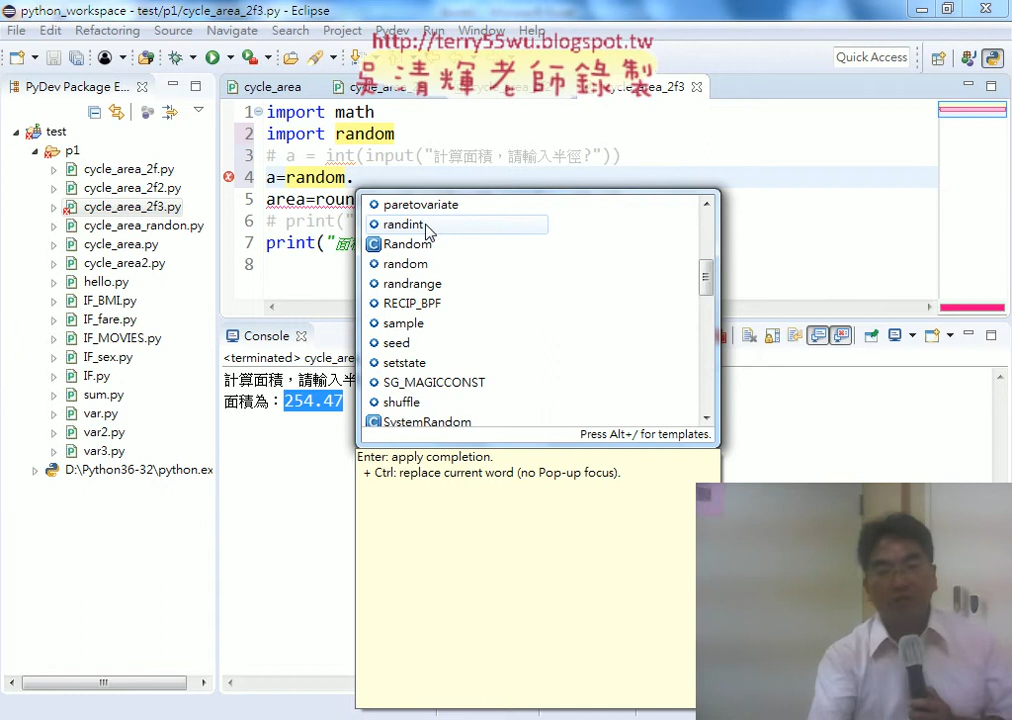 python_workspace - test/p1/cycle_area_2f3.py - Eclipse
File Edit Refactoring Source Navigate Search Project Pydev Run Window Help
http://terry55wu.blogspot.tw
吳清輝老師錄製
Quick Access
PyDev Package E...
cycle_area
test
p1
cycle_area_2f.py
cycle_area_2f2.py
cycle_area_2f3.py
cycle_area_randon.py
cycle_area.py
cycle_area2.py
hello.py
IF_BMI.py
IF_fare.py
IF_MOVIES.py
IF_sex.py
IF.py
sum.py
var.py
var2.py
var3.py
D:\Python36-32\python.ex
1 import math
2 import random
3 # a = int(input("計算面積，請輸入半徑?"))
4 a=random.
5 area=roun
6 # print("
7 print("面
8
paretovariate
randint
Random
random
randrange
RECIP_BPF
sample
seed
setstate
SG_MAGICCONST
shuffle
SystemRandom
Press Alt+/ for templates.
Enter: apply completion.
+ Ctrl: replace current word (no Pop-up focus).
Console
<terminated> cycle_area
計算面積，請輸入半
面積為：254.47